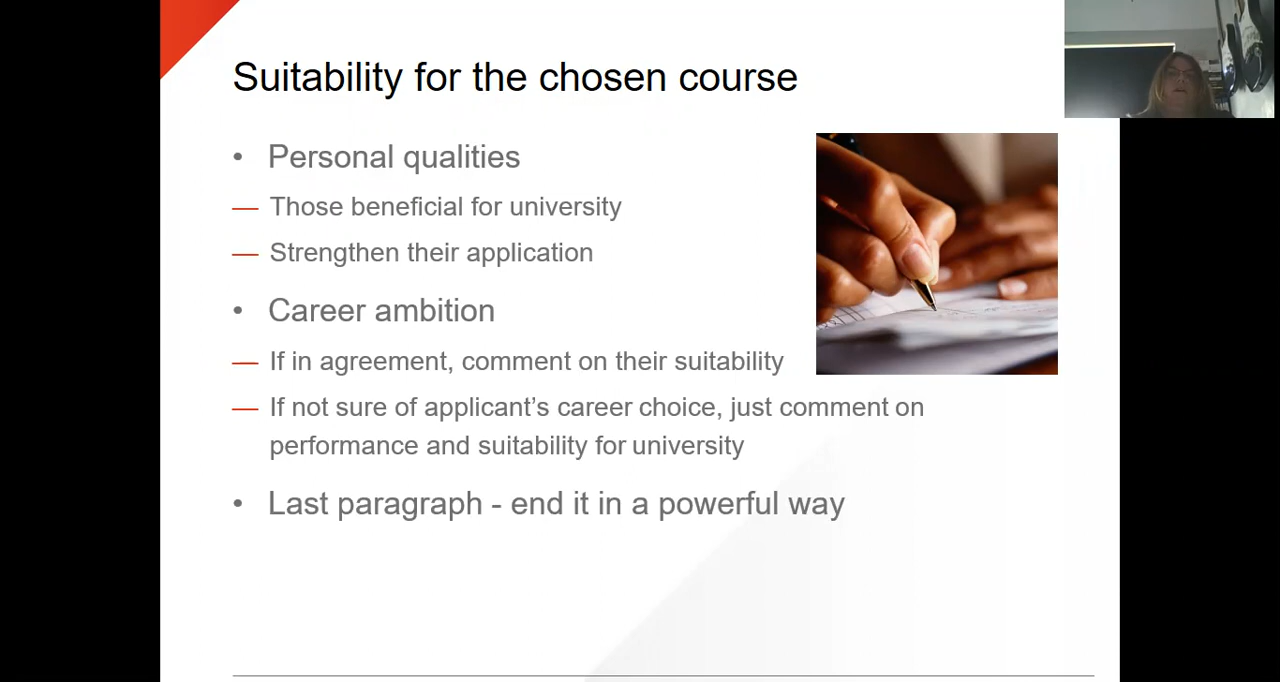 Suitability for the chosen course
• Personal qualities
— Those beneficial for university
— Strengthen their application
• Career ambition
— If in agreement, comment on their suitability
— If not sure of applicant’s career choice, just comment on
performance and suitability for university
• Last paragraph - end it in a powerful way